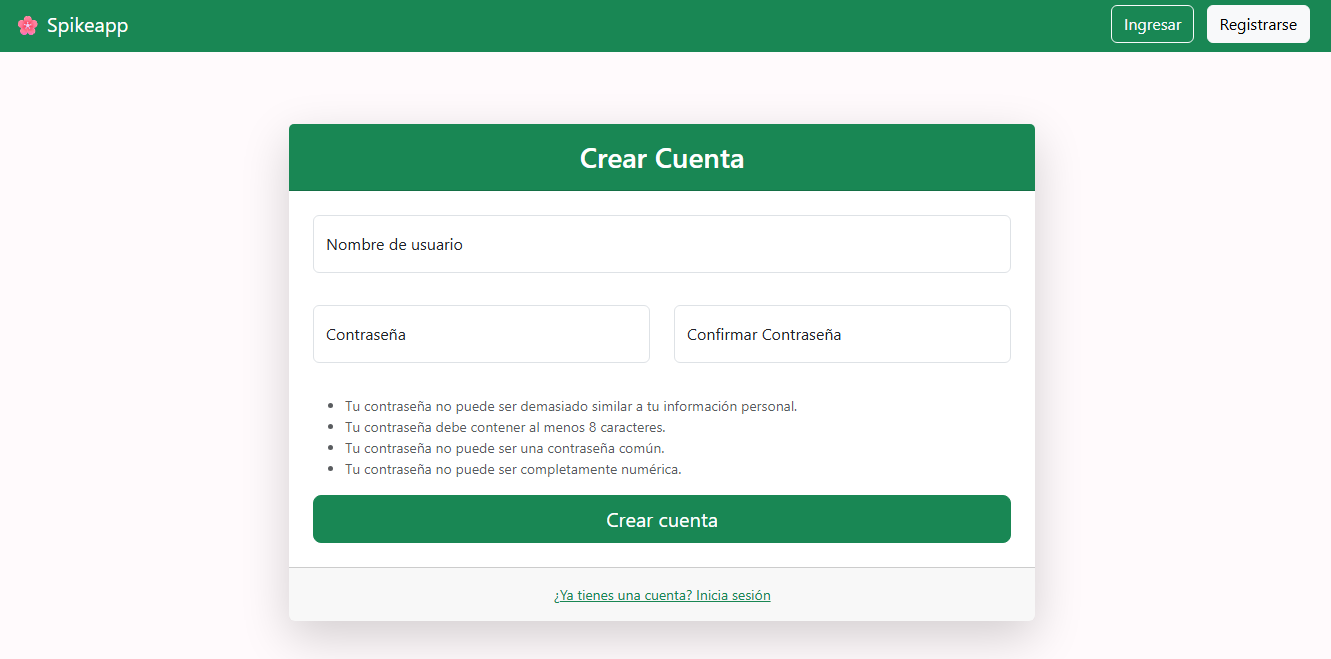 Spikeapp
Ingresar
Registrarse
Crear Cuenta
Nombre de usuario
Contraseña
Confirmar Contraseña
Tu contraseña no puede ser demasiado similar a tu información personal.
Tu contraseña debe contener al menos 8 caracteres.
Tu contraseña no puede ser una contraseña común.
Tu contraseña no puede ser completamente numérica.
Crear cuenta
¿Ya tienes una cuenta? Inicia sesión